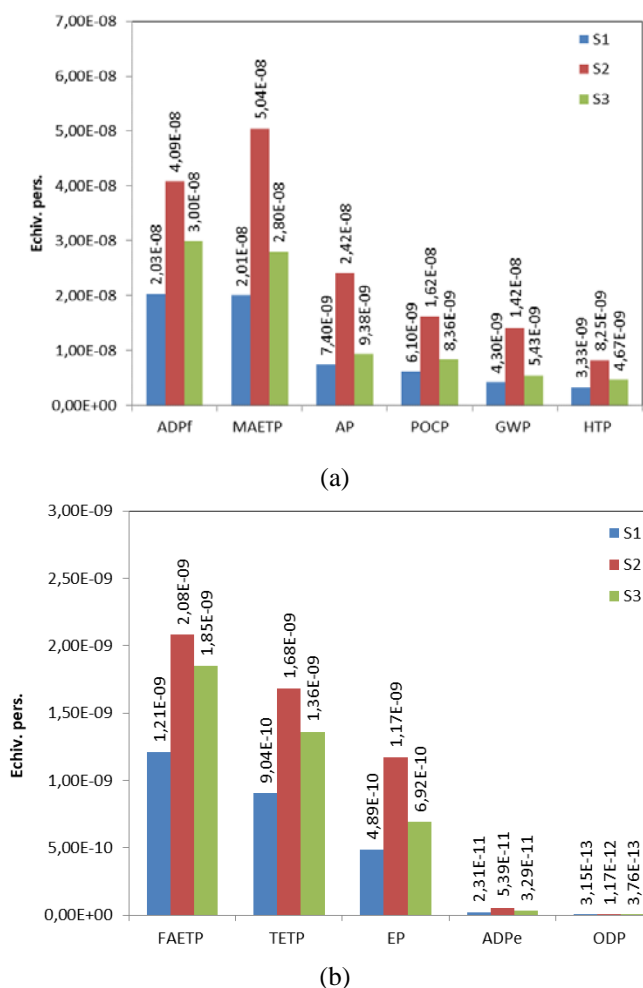 7,00E-08
6,00E-08
5,00E-08
4,00E-08
3,00E-08
2,00E-08
1,00E-08
0,00E+00
Echiv. pers.
S1
S2
S3
2,03E-08
4,09E-08
3,00E-08
2,01E-08
5,04E-08
2,80E-08
7,40E-09
2,42E-08
9,38E-09
6,10E-09
1,62E-08
8,36E-09
4,30E-09
1,42E-08
5,43E-09
3,33E-09
8,25E-09
4,67E-09
ADPf MAETP AP POCP GWP HTP
(a)
3,00E-09
2,50E-09
2,00E-09
1,50E-09
1,00E-09
5,00E-10
0,00E+00
Echiv. pers.
S1
S2
S3
1,21E-09
2,08E-09
1,85E-09
9,04E-10
1,68E-09
1,36E-09
4,89E-10
1,17E-09
6,92E-10
2,31E-11
5,39E-11
3,29E-11
3,15E-13
1,17E-12
3,76E-13
FAETP TETP EP ADPe ODP
(b)